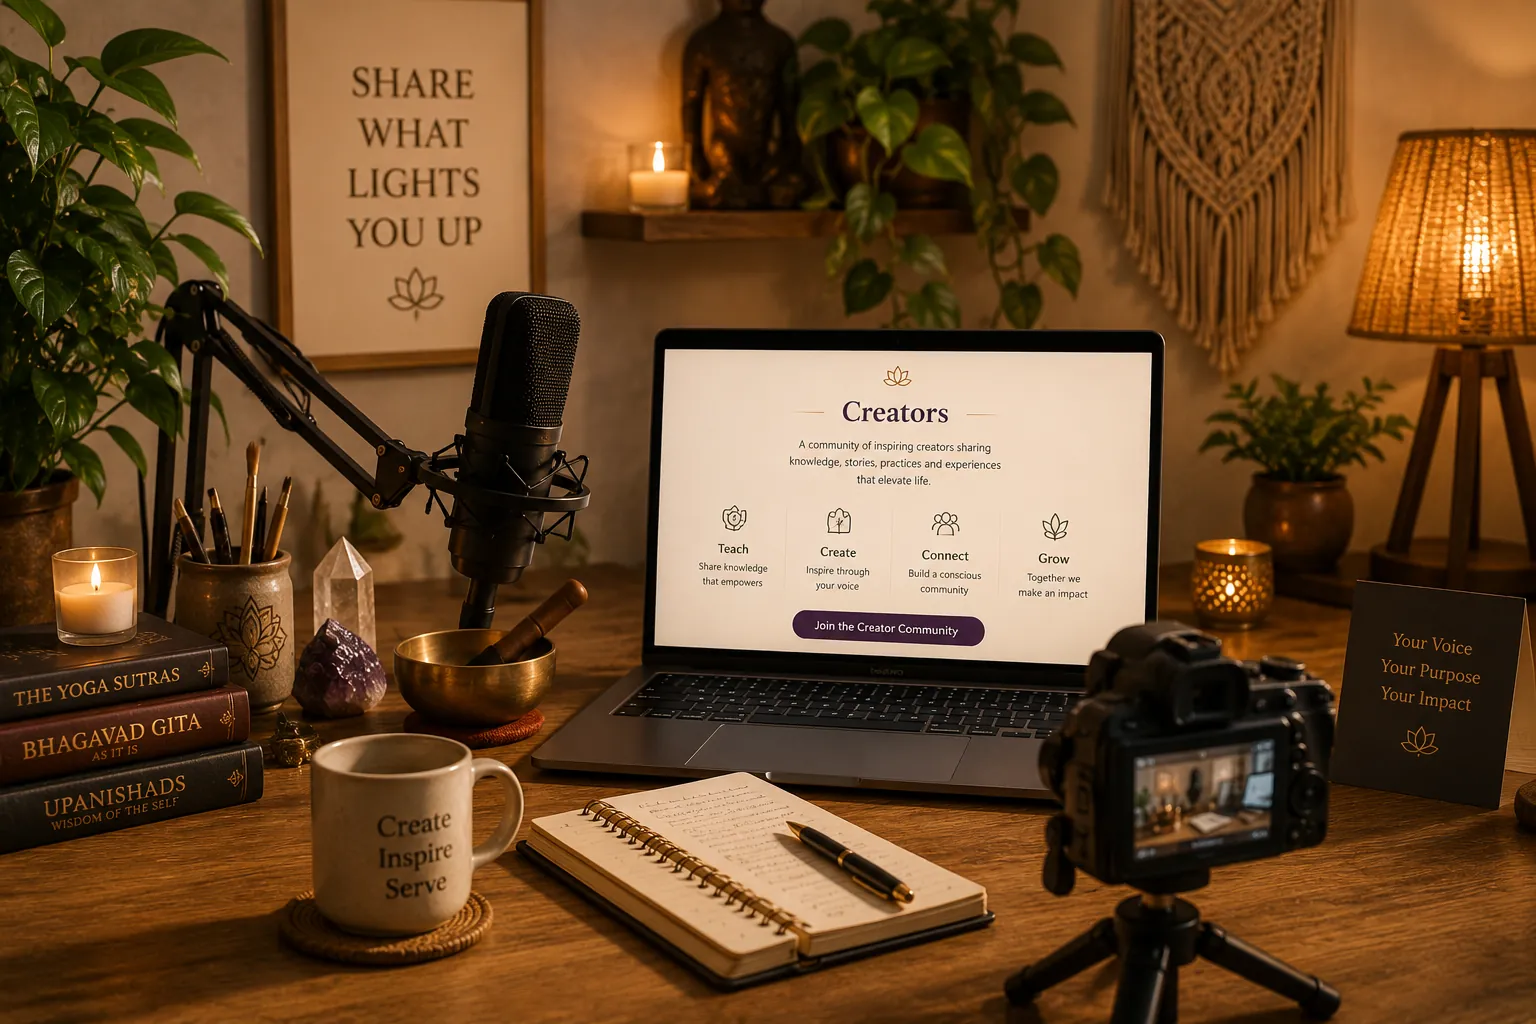 SHARE
WHAT
LIGHTS
YOU UP
Creators
A community of inspiring creators sharing
knowledge, stories, practices and experiences
that elevate life.
Teach
Share knowledge
that empowers
Create
Inspire through
your voice
Connect
Build a conscious
community
Grow
Together we
make an impact
Join the Creator Community
THE YOGA SUTRAS
BHAGAVAD GITA
AS IT IS
UPANISHADS
WISDOM OF THE SELF
Create
Inspire
Serve
Your Voice
Your Purpose
Your Impact